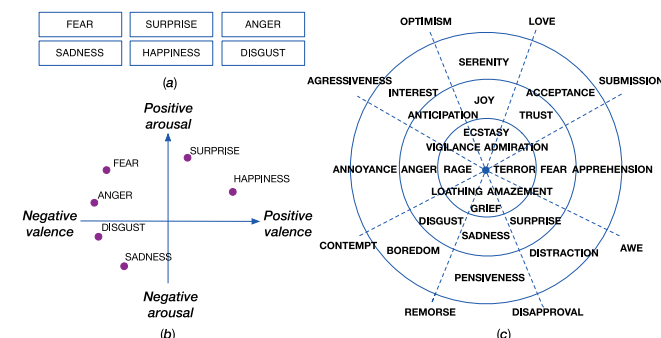 FEAR SURPRISE ANGER
SADNESS HAPPINESS DISGUST
(a)
Positive
arousal
FEAR
SURPRISE
HAPPINESS
ANGER
Negative
valence
Positive
valence
DISGUST
SADNESS
Negative
arousal
(b)
OPTIMISM LOVE
SERENITY
AGRESSIVENESS SUBMISSION
INTEREST ACCEPTANCE
JOY
ANTICIPATION TRUST
ECSTASY
VIGILANCE ADMIRATION
ANNOYANCE ANGER RAGE TERROR FEAR APPREHENSION
LOATHING AMAZEMENT
GRIEF
DISGUST SURPRISE
SADNESS
CONTEMPT AWE
BOREDOM DISTRACTION
PENSIVENESS
REMORSE DISAPPROVAL
(c)